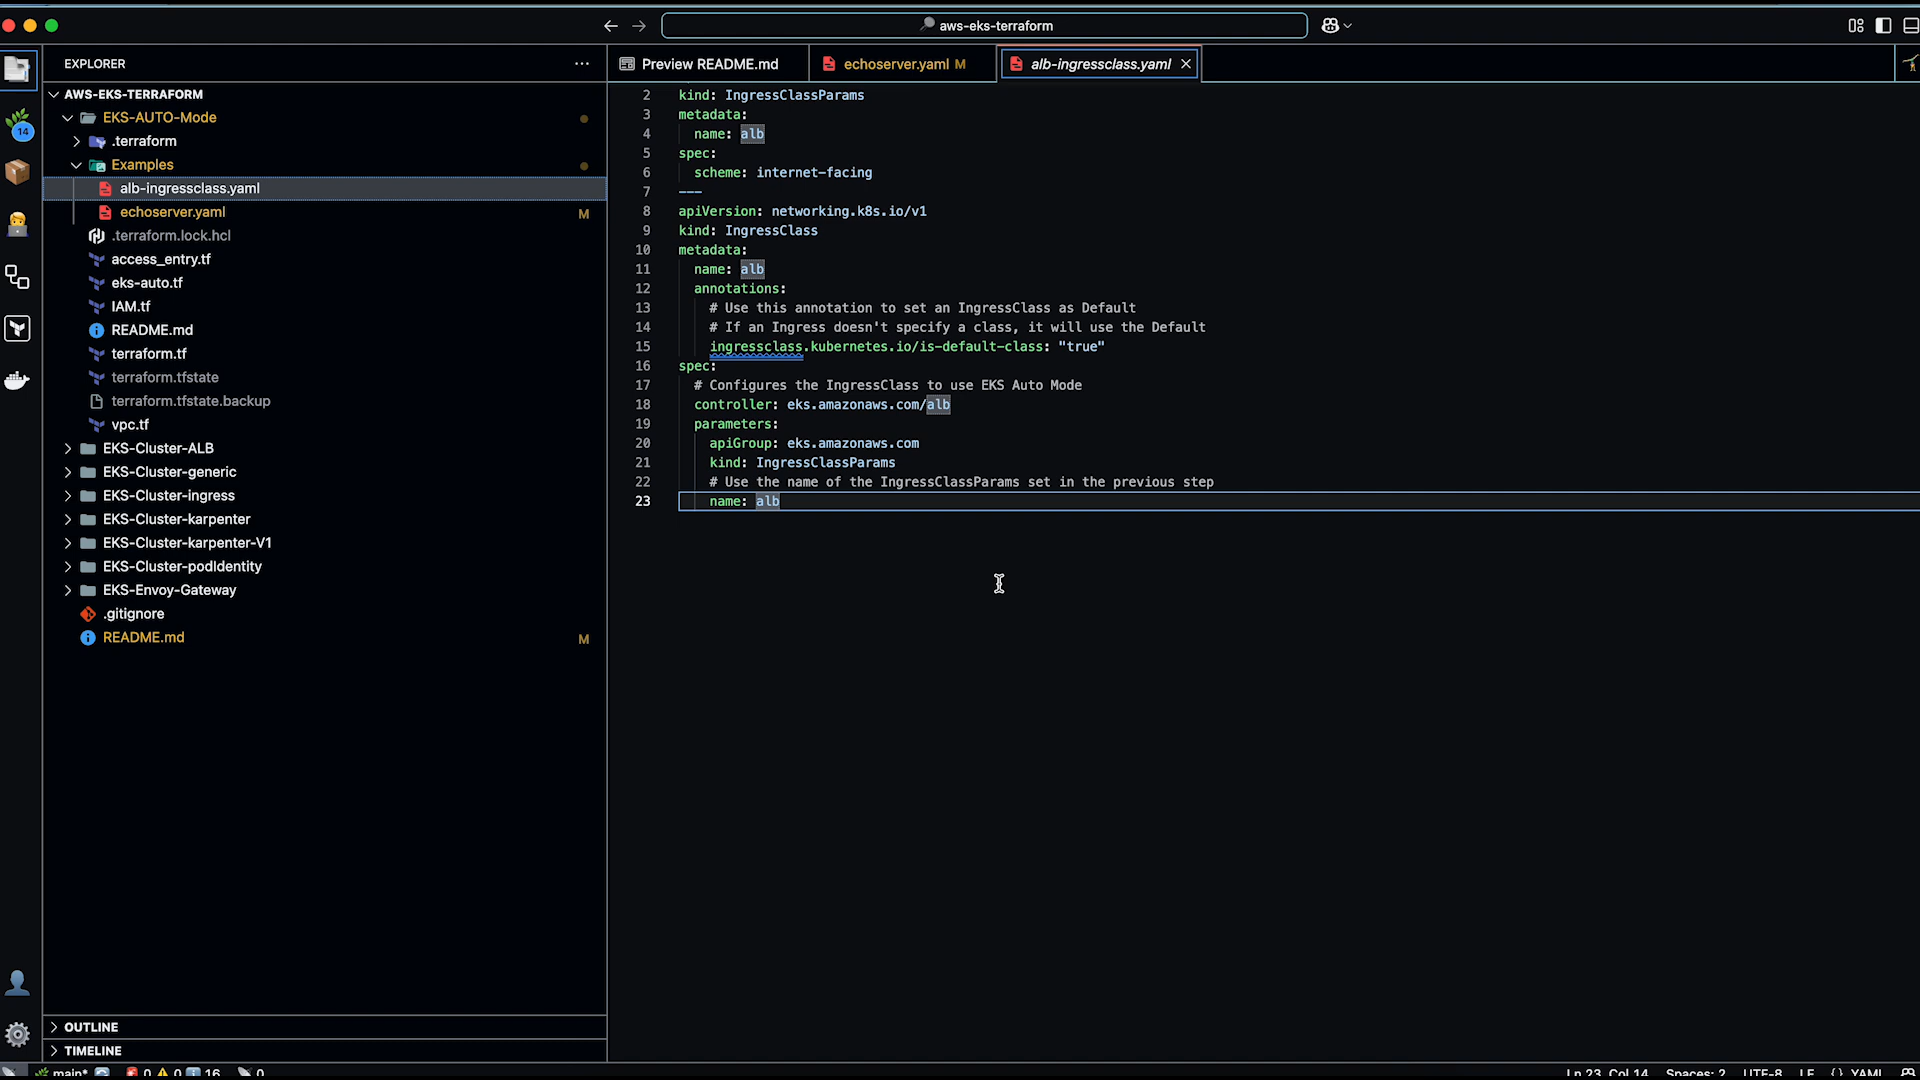 aws-eks-terraform
EXPLORER
AWS-EKS-TERRAFORM
EKS-AUTO-Mode
.terraform
Examples
alb-ingressclass.yaml
echoserver.yaml M
.terraform.lock.hcl
access_entry.tf
eks-auto.tf
IAM.tf
README.md
terraform.tf
terraform.tfstate
terraform.tfstate.backup
vpc.tf
EKS-Cluster-ALB
EKS-Cluster-generic
EKS-Cluster-ingress
EKS-Cluster-karpenter
EKS-Cluster-karpenter-V1
EKS-Cluster-podIdentity
EKS-Envoy-Gateway
.gitignore
README.md M
OUTLINE
TIMELINE
14
Preview README.md
echoserver.yaml M
alb-ingressclass.yaml
2 kind: IngressClassParams
3 metadata:
4 name: alb
5 spec:
6 scheme: internet-facing
7 ---
8 apiVersion: networking.k8s.io/v1
9 kind: IngressClass
10 metadata:
11 name: alb
12 annotations:
13 # Use this annotation to set an IngressClass as Default
14 # If an Ingress doesn't specify a class, it will use the Default
15 ingressclass.kubernetes.io/is-default-class: "true"
16 spec:
17 # Configures the IngressClass to use EKS Auto Mode
18 controller: eks.amazonaws.com/alb
19 parameters:
20 apiGroup: eks.amazonaws.com
21 kind: IngressClassParams
22 # Use the name of the IngressClassParams set in the previous step
23 name: alb
main* 0 0 16 0
Ln 23, Col 14 Spaces: 2 UTF-8 LF {} YAML